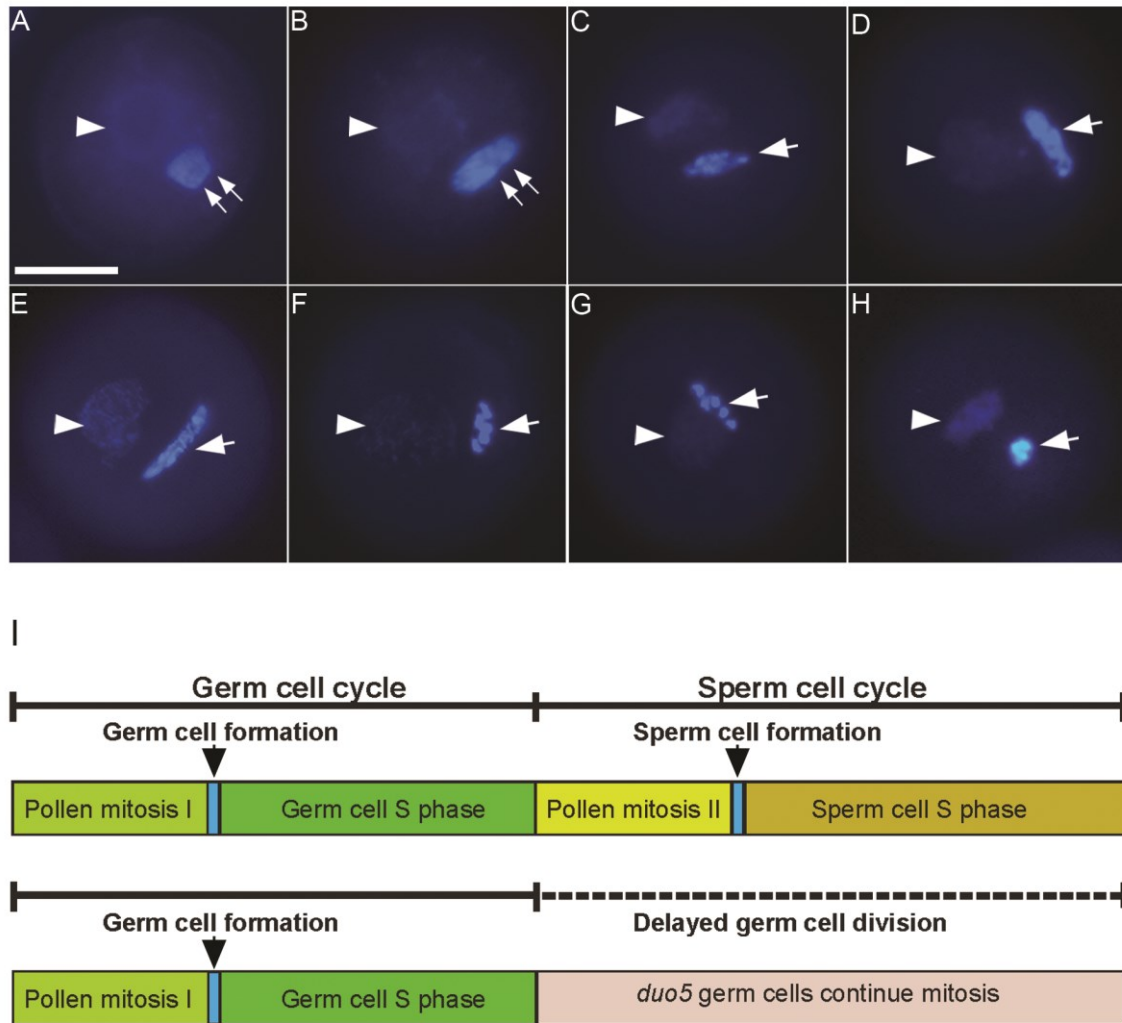 A B C D
E F G H
I
Germ cell cycle Sperm cell cycle
Germ cell formation Sperm cell formation
Pollen mitosis I Germ cell S phase Pollen mitosis II Sperm cell S phase
Germ cell formation Delayed germ cell division
Pollen mitosis I Germ cell S phase duo5 germ cells continue mitosis